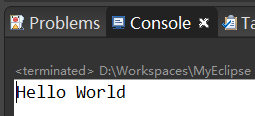 Problems Console Ta
<terminated> D:\Workspaces\MyEclipse
Hello World